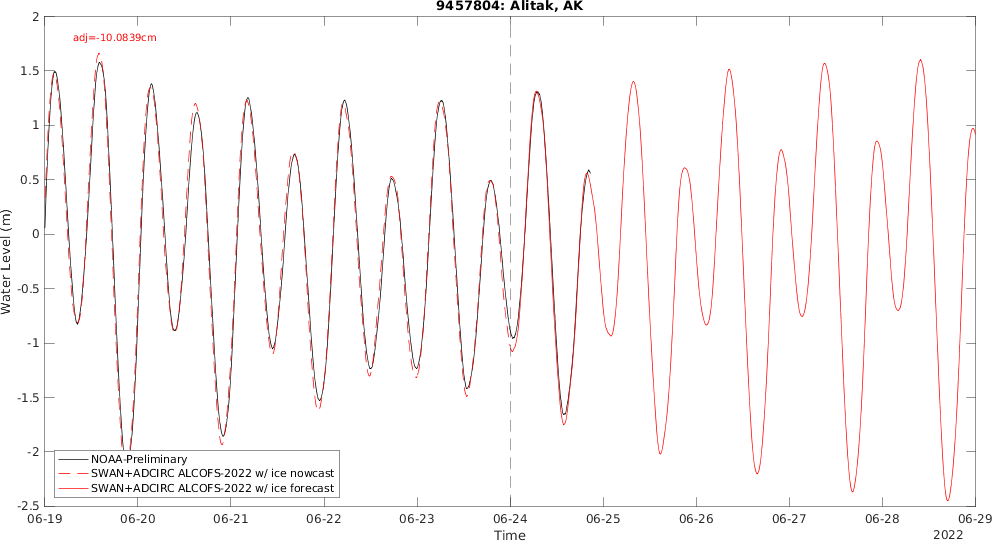 9457804: Alitak, AK
adj=-10.0839cm
Water Level (m)
2
1.5
1
0.5
0
-0.5
-1
-1.5
-2
-2.5
NOAA-Preliminary
SWAN+ADCIRC ALCOFS-2022 w/ ice nowcast
SWAN+ADCIRC ALCOFS-2022 w/ ice forecast
06-19 06-20 06-21 06-22 06-23 06-24 06-25 06-26 06-27 06-28 06-29
Time
2022